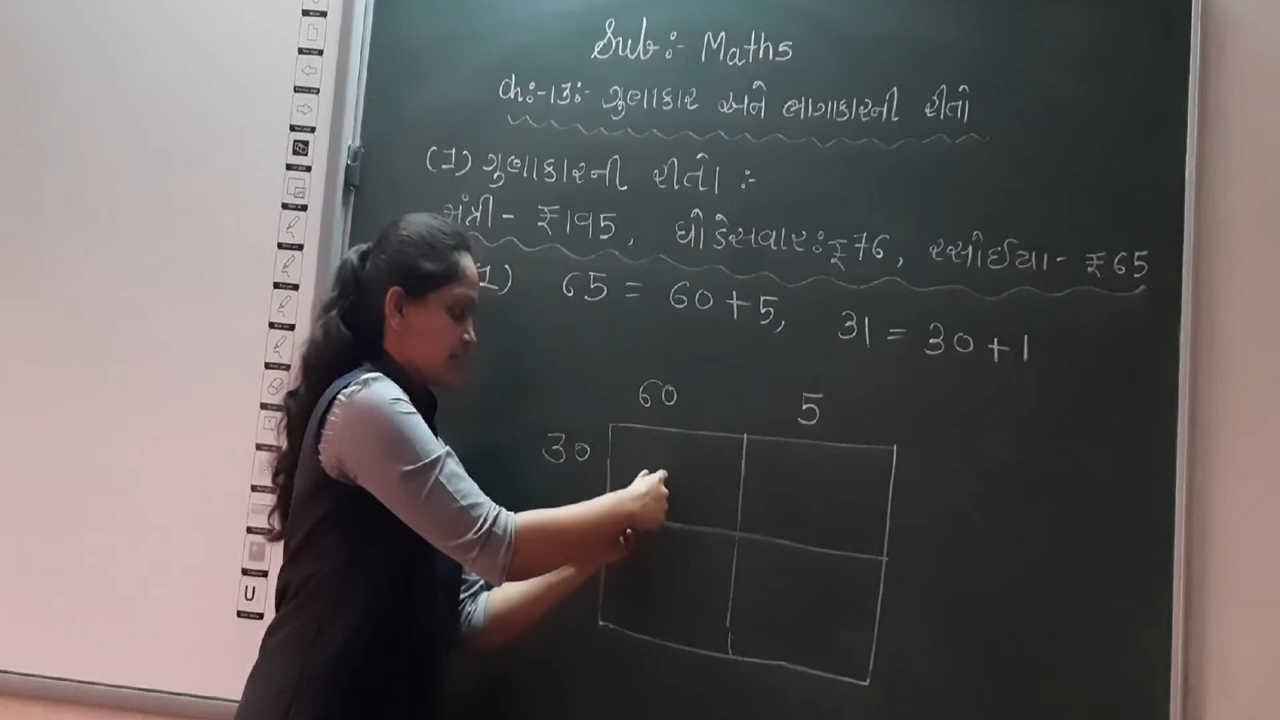 Sub:- Maths
ch:-13:- ગુણાકાર અને ભાગાકારની રીતો
(1) ગુણાકારની રીતો :-
મંત્રી - ₹195, ઘોડેસવાર: ₹76, રસોઈયા - ₹65
1) 65 = 60 + 5, 31 = 30 + 1
60 5
30
U